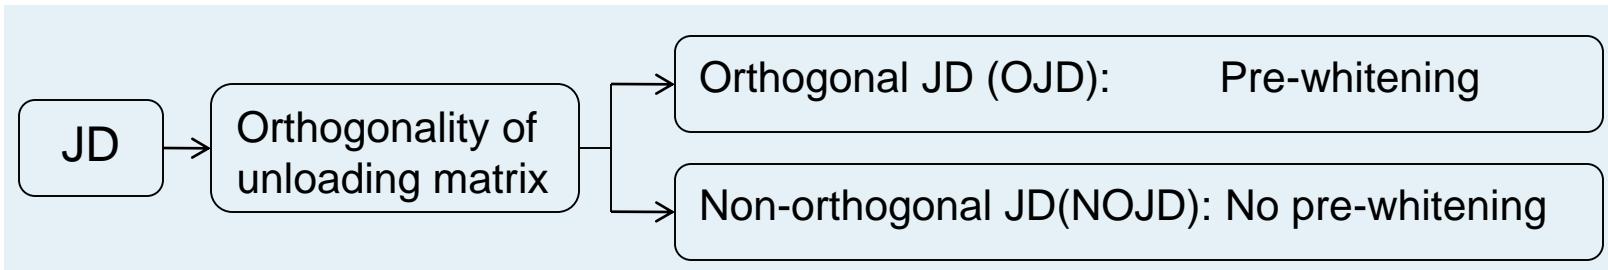 JD
Orthogonality of
unloading matrix
Orthogonal JD (OJD): Pre-whitening
Non-orthogonal JD(NOJD): No pre-whitening